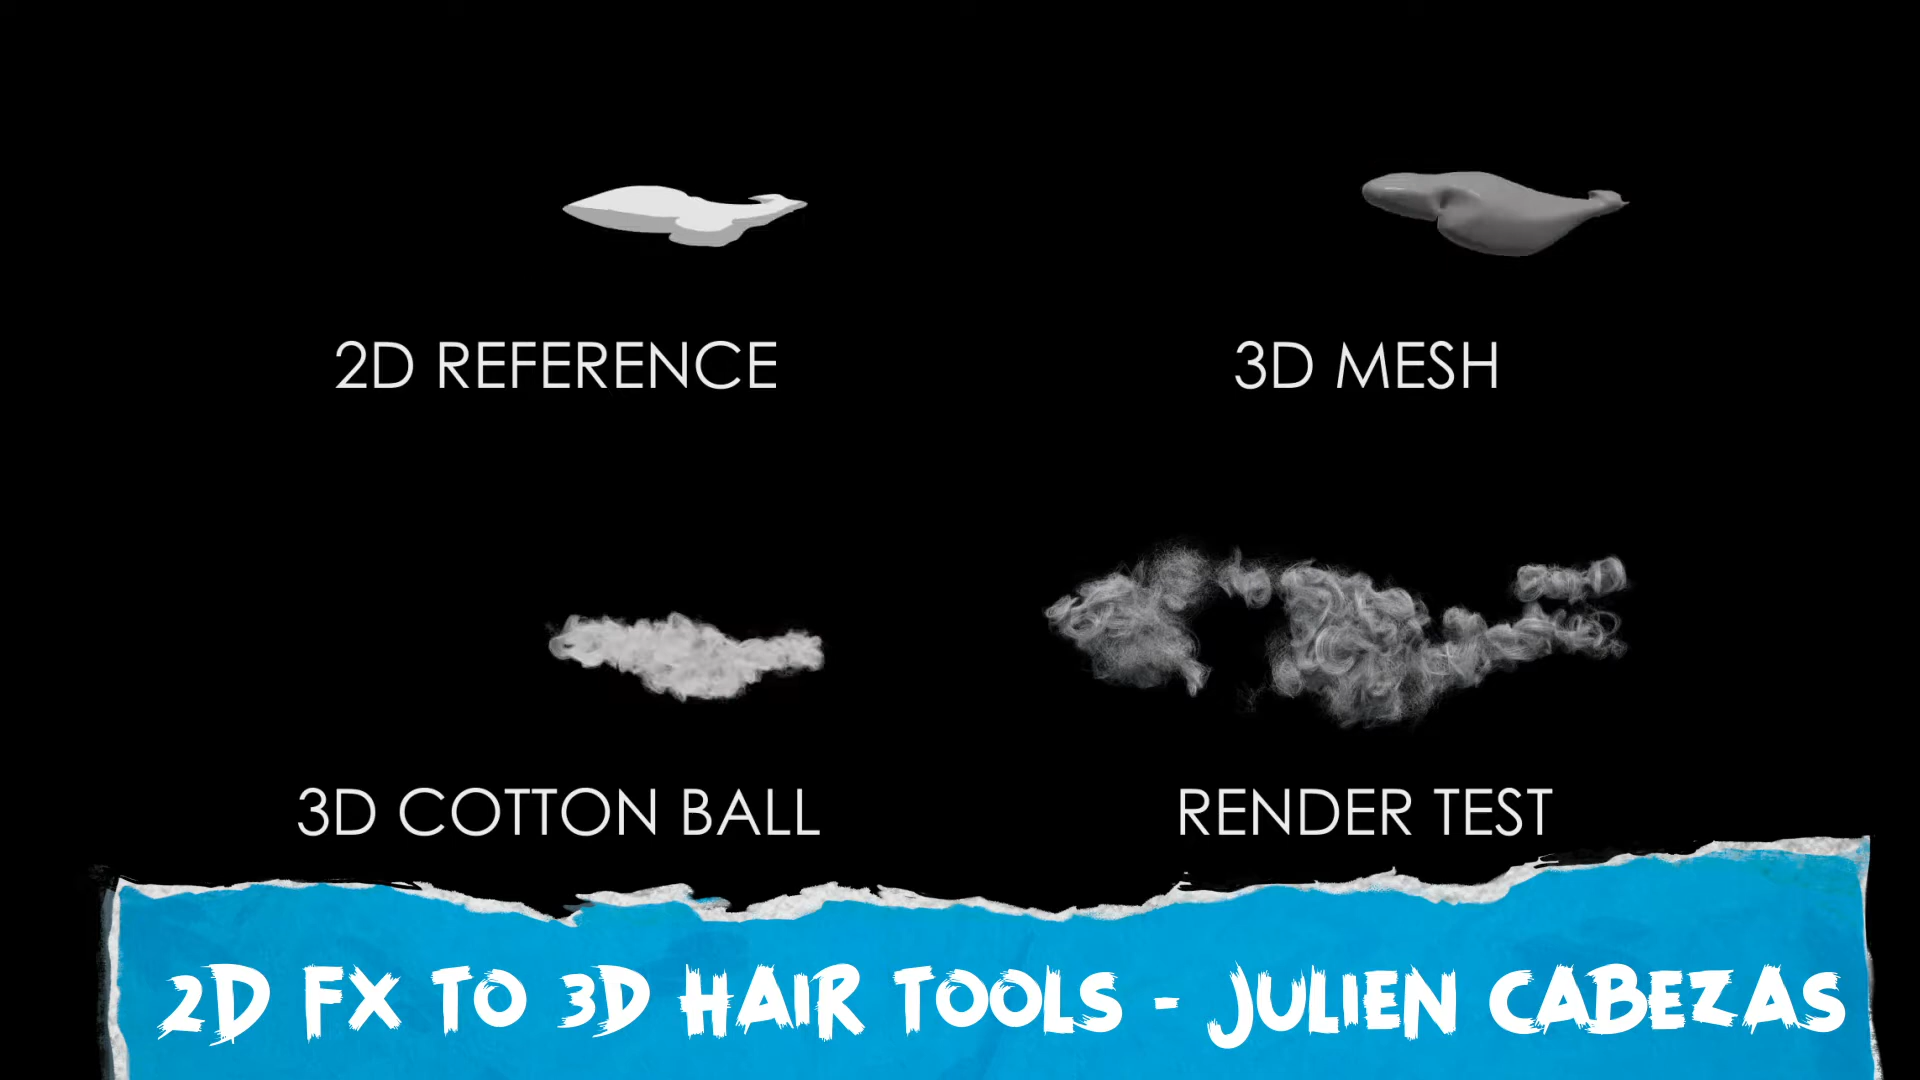 2D REFERENCE
3D MESH
3D COTTON BALL
RENDER TEST
2D FX TO 3D HAIR TOOLS - JULIEN CABEZAS